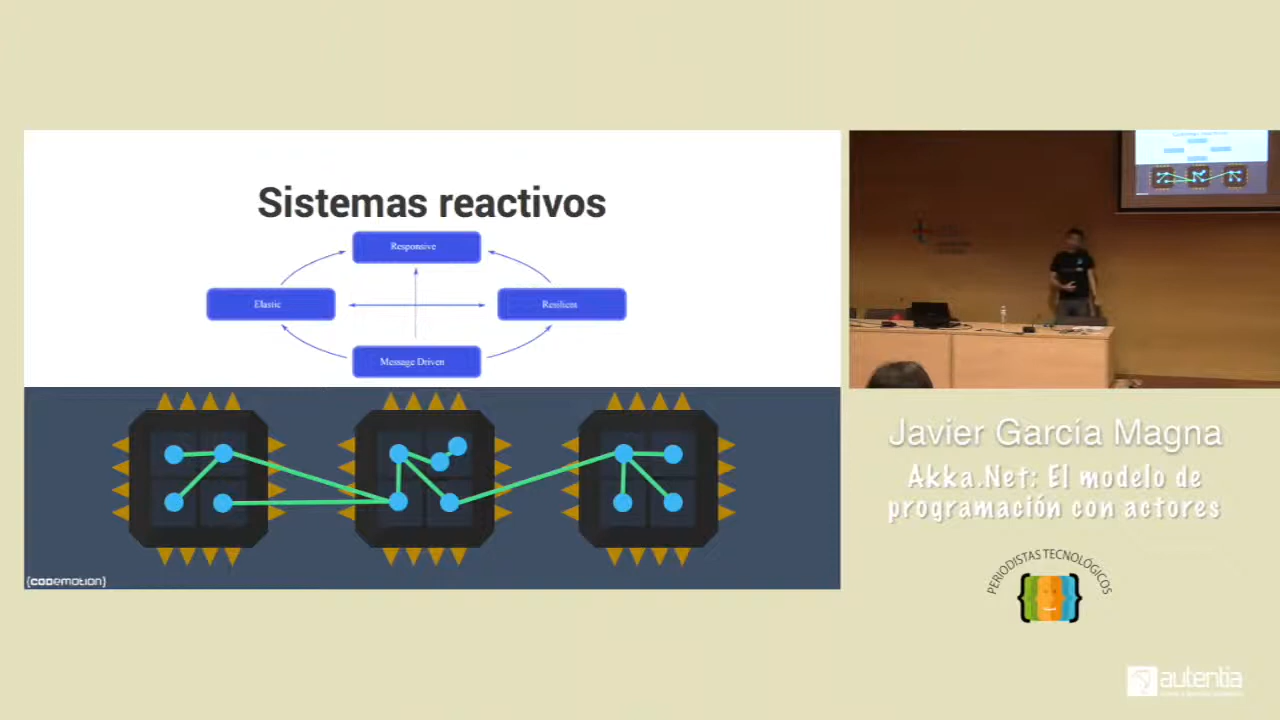 Sistemas reactivos
Responsive
Elastic
Resilient
Message Driven
{codemotion}
Javier García Magna
Akka.Net: El modelo de
programación con actores
PERIODISTAS TECNOLÓGICOS
autentia